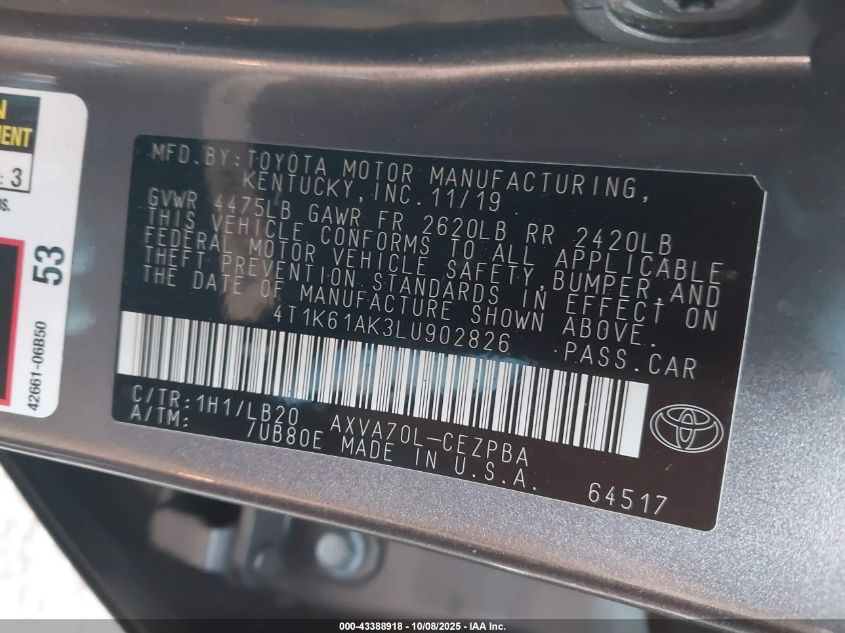 N
MENT
: 3
OS.
53
42661-06B50
MFD. BY: TOYOTA MOTOR MANUFACTURING,
KENTUCKY, INC. 11/19
GVWR 4475LB GAWR FR 2620LB RR 2420LB
THIS VEHICLE CONFORMS TO ALL APPLICABLE
FEDERAL MOTOR VEHICLE SAFETY, BUMPER, AND
THEFT PREVENTION STANDARDS IN EFFECT ON
THE DATE OF MANUFACTURE SHOWN ABOVE.
4T1K61AK3LU902826 PASS. CAR
C/TR: 1H1/LB20 AXVA70L-CEZPBA
A/TM: 7UB80E MADE IN U.S.A.
64517
000-43388918 - 10/08/2025 - IAA Inc.